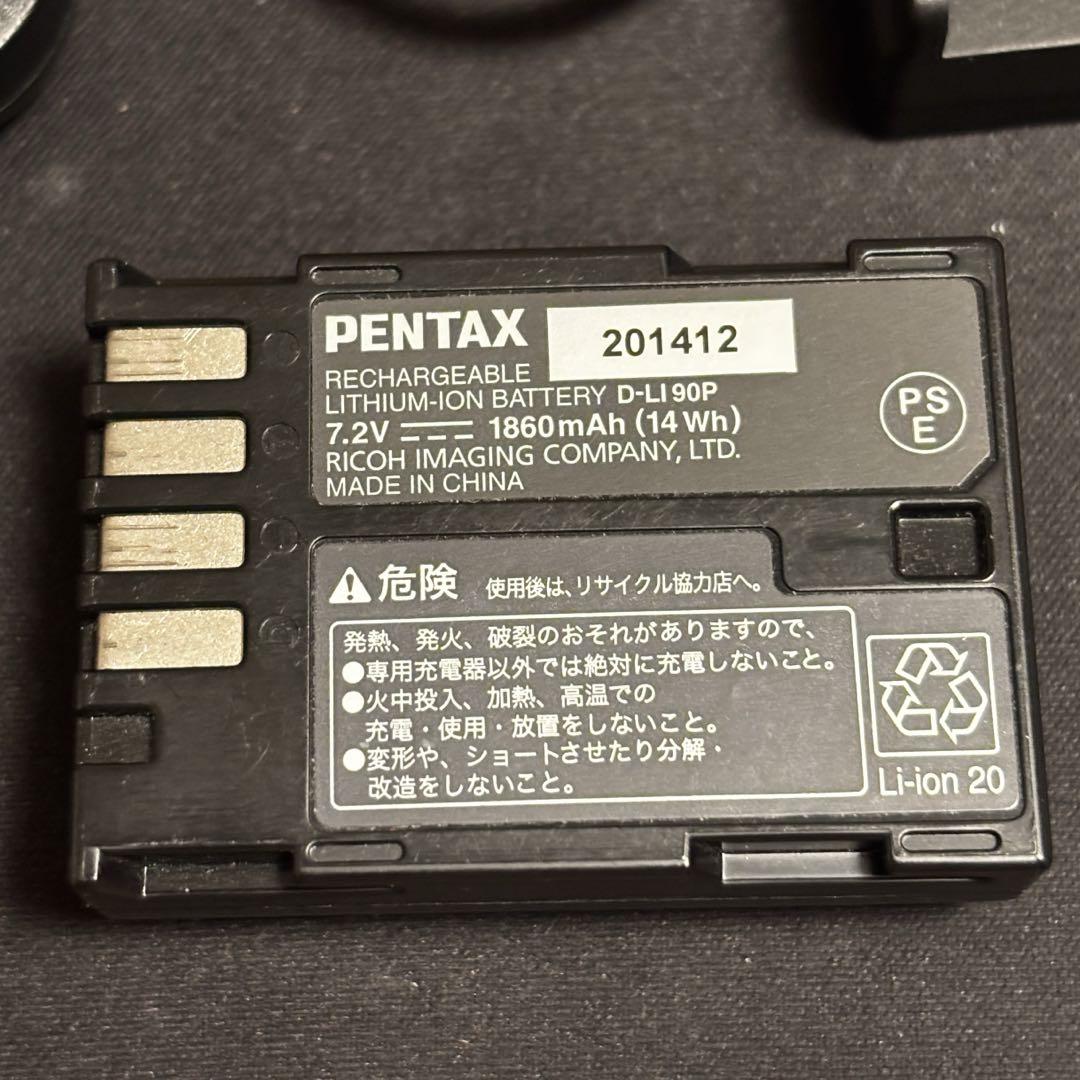 PENTAX
201412
RECHARGEABLE
LITHIUM-ION BATTERY D-LI90P
7.2V 1860mAh (14Wh)
RICOH IMAGING COMPANY, LTD.
MADE IN CHINA
PS
E
危険 使用後は、リサイクル協力店へ。
発熱、発火、破裂のおそれがありますので、
●専用充電器以外では絶対に充電しないこと。
●火中投入、加熱、高温での
充電・使用・放置をしないこと。
●変形や、ショートさせたり分解・
改造をしないこと。
Li-ion 20